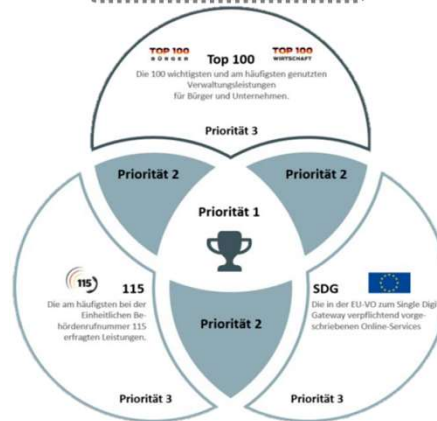 TOP 100
BÜRGER
Top 100
TOP 100
WIRTSCHAFT
Die 100 wichtigsten und am häufigsten genutzten
Verwaltungsleistungen
für Bürger und Unternehmen.
Priorität 3
Priorität 2
Priorität 2
Priorität 1
115
115
Die am häufigsten bei der
Einheitlichen Be-
hördenrufnummer 115
erfragten Leistungen.
SDG
Die in der EU-VO zum Single Digi
Gateway verpflichtend vorge-
schriebenen Online-Services
Priorität 2
Priorität 3
Priorität 3